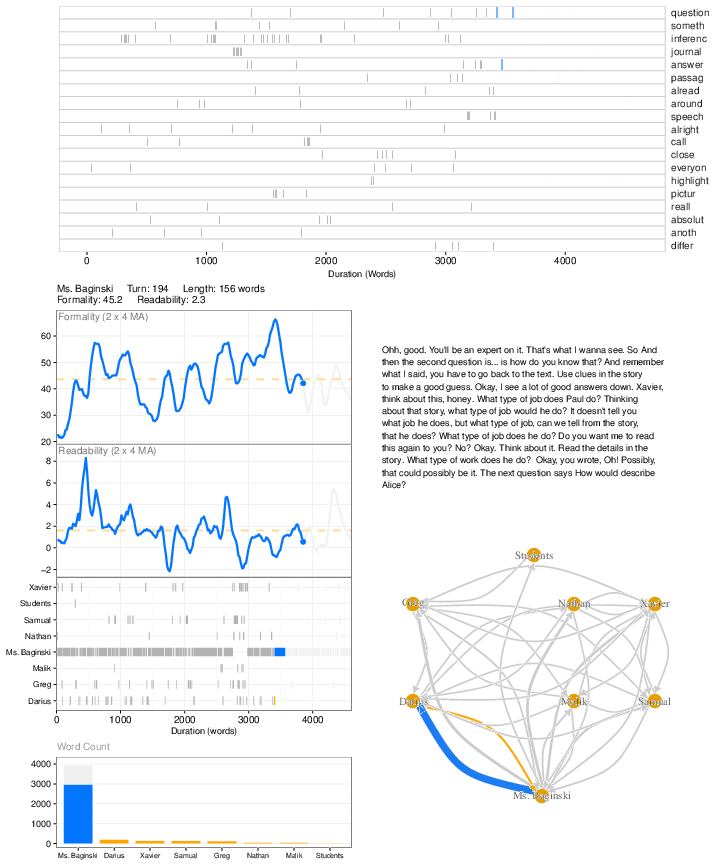 question
someth
inferenc
journal
answer
passag
alread
around
speech
alright
call
close
everyon
highlight
pictur
reall
absolut
anoth
differ
0 1000 2000 3000 4000
Duration (Words)
Ms. Baginski Turn: 194 Length: 156 words
Formality: 45.2 Readability: 2.3
Formality (2 x 4 MA)
60
50
40
30
20
Readability (2 x 4 MA)
8
6
4
2
0
−2
Xavier
Students
Samual
Nathan
Ms. Baginski
Malik
Greg
Darius
0 1000 2000 3000 4000
Duration (words)
Word Count
4000
3000
2000
1000
0
Ms. Baginski Darius Xavier Samual Greg Nathan Malik Students
Ohh, good. You'll be an expert on it. That's what I wanna see. So And
then the second question is... is how do you know that? And remember
what I said, you have to go back to the text. Use clues in the story
to make a good guess. Okay, I see a lot of good answers down. Xavier,
think about this, honey. What type of job does Paul do? Thinking
about that story, what type of job would he do? It doesn't tell you
what job he does, but what type of job, can we tell from the story,
that he does? What type of job does he do? Do you want me to read
this again to you? No? Okay. Think about it. Read the details in the
story. What type of work does he do? Okay, you wrote, Oh! Possibly,
that could possibly be it. The next question says How would describe
Alice?
Students
Greg
Nathan
Xavier
Darius
Malik
Samual
Ms. Baginski